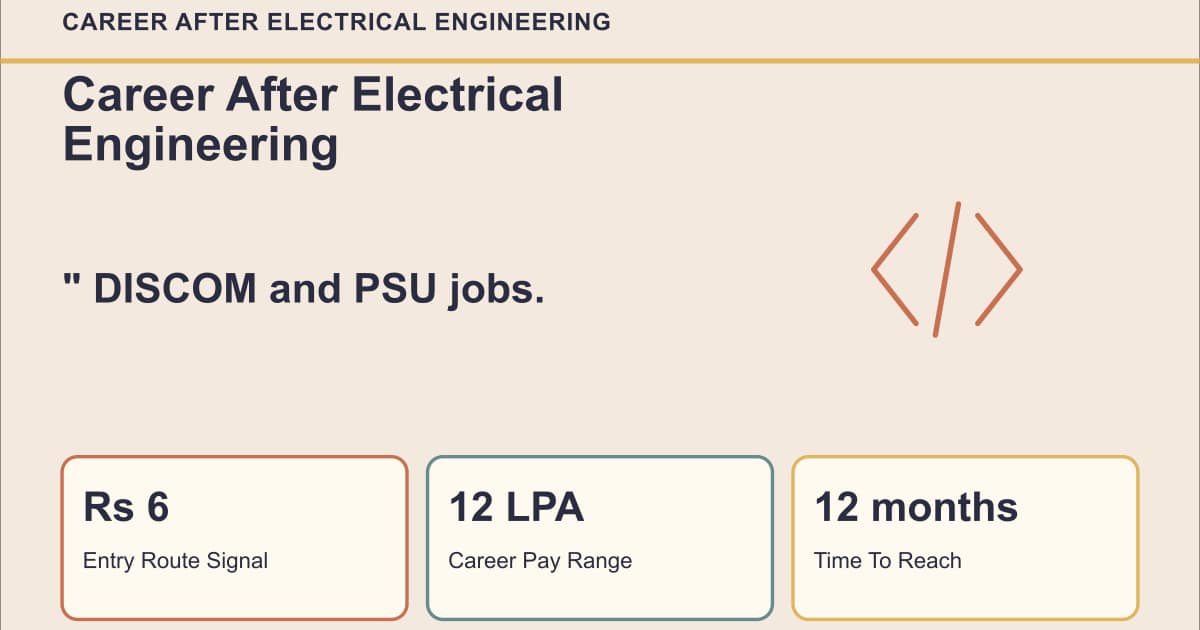 CAREER AFTER ELECTRICAL ENGINEERING
Career After Electrical
Engineering
" DISCOM and PSU jobs.
Rs 6
Entry Route Signal
12 LPA
Career Pay Range
12 months
Time To Reach